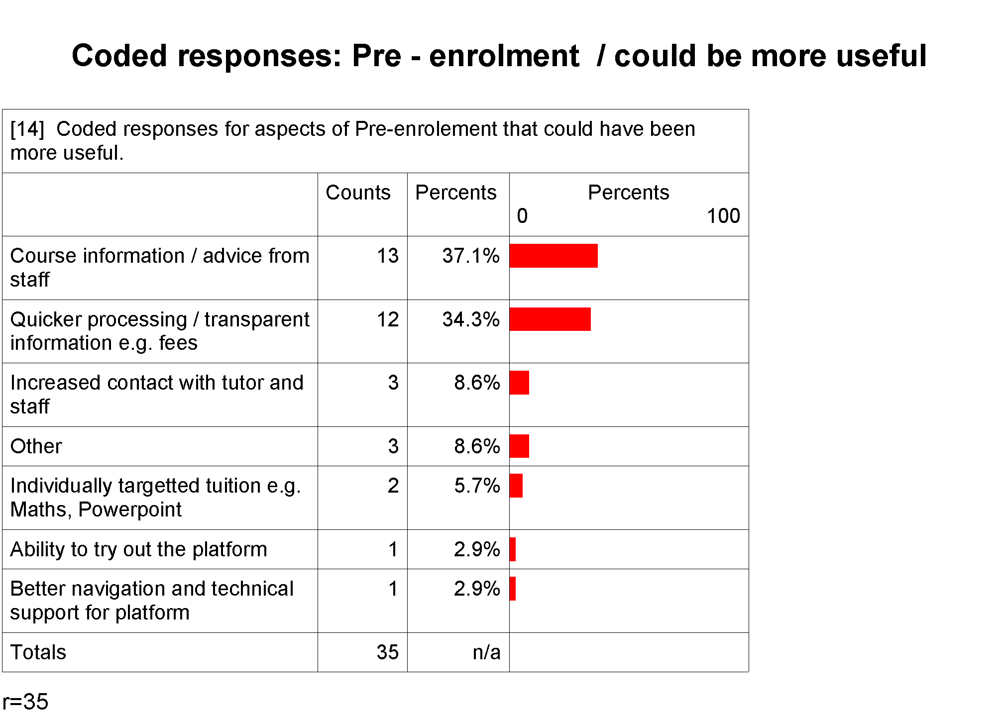 Coded responses: Pre - enrolment / could be more useful
[14] Coded responses for aspects of Pre-enrolement that could have been
more useful.
Counts Percents Percents
0 100
Course information / advice from 13 37.1%
staff
Quicker processing / transparent 12 34.3%
information e.g. fees
Increased contact with tutor and 3 8.6%
staff
Other 3 8.6%
Individually targetted tuition e.g. 2 5.7%
Maths, Powerpoint
Ability to try out the platform 1 2.9%
Better navigation and technical 1 2.9%
support for platform
Totals 35 n/a
r=35